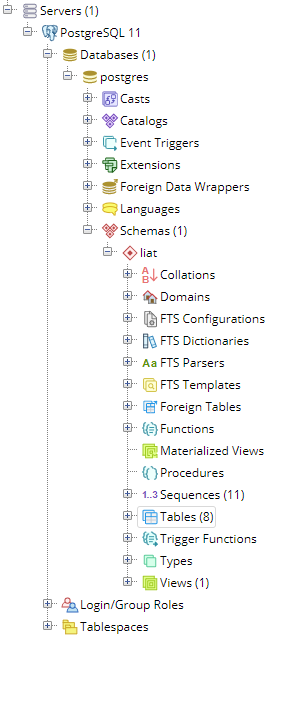 Servers (1)
PostgreSQL 11
Databases (1)
postgres
Casts
Catalogs
Event Triggers
Extensions
Foreign Data Wrappers
Languages
Schemas (1)
liat
Collations
Domains
FTS Configurations
FTS Dictionaries
FTS Parsers
FTS Templates
Foreign Tables
Functions
Materialized Views
Procedures
1..3 Sequences (11)
Tables (8)
Trigger Functions
Types
Views (1)
Login/Group Roles
Tablespaces